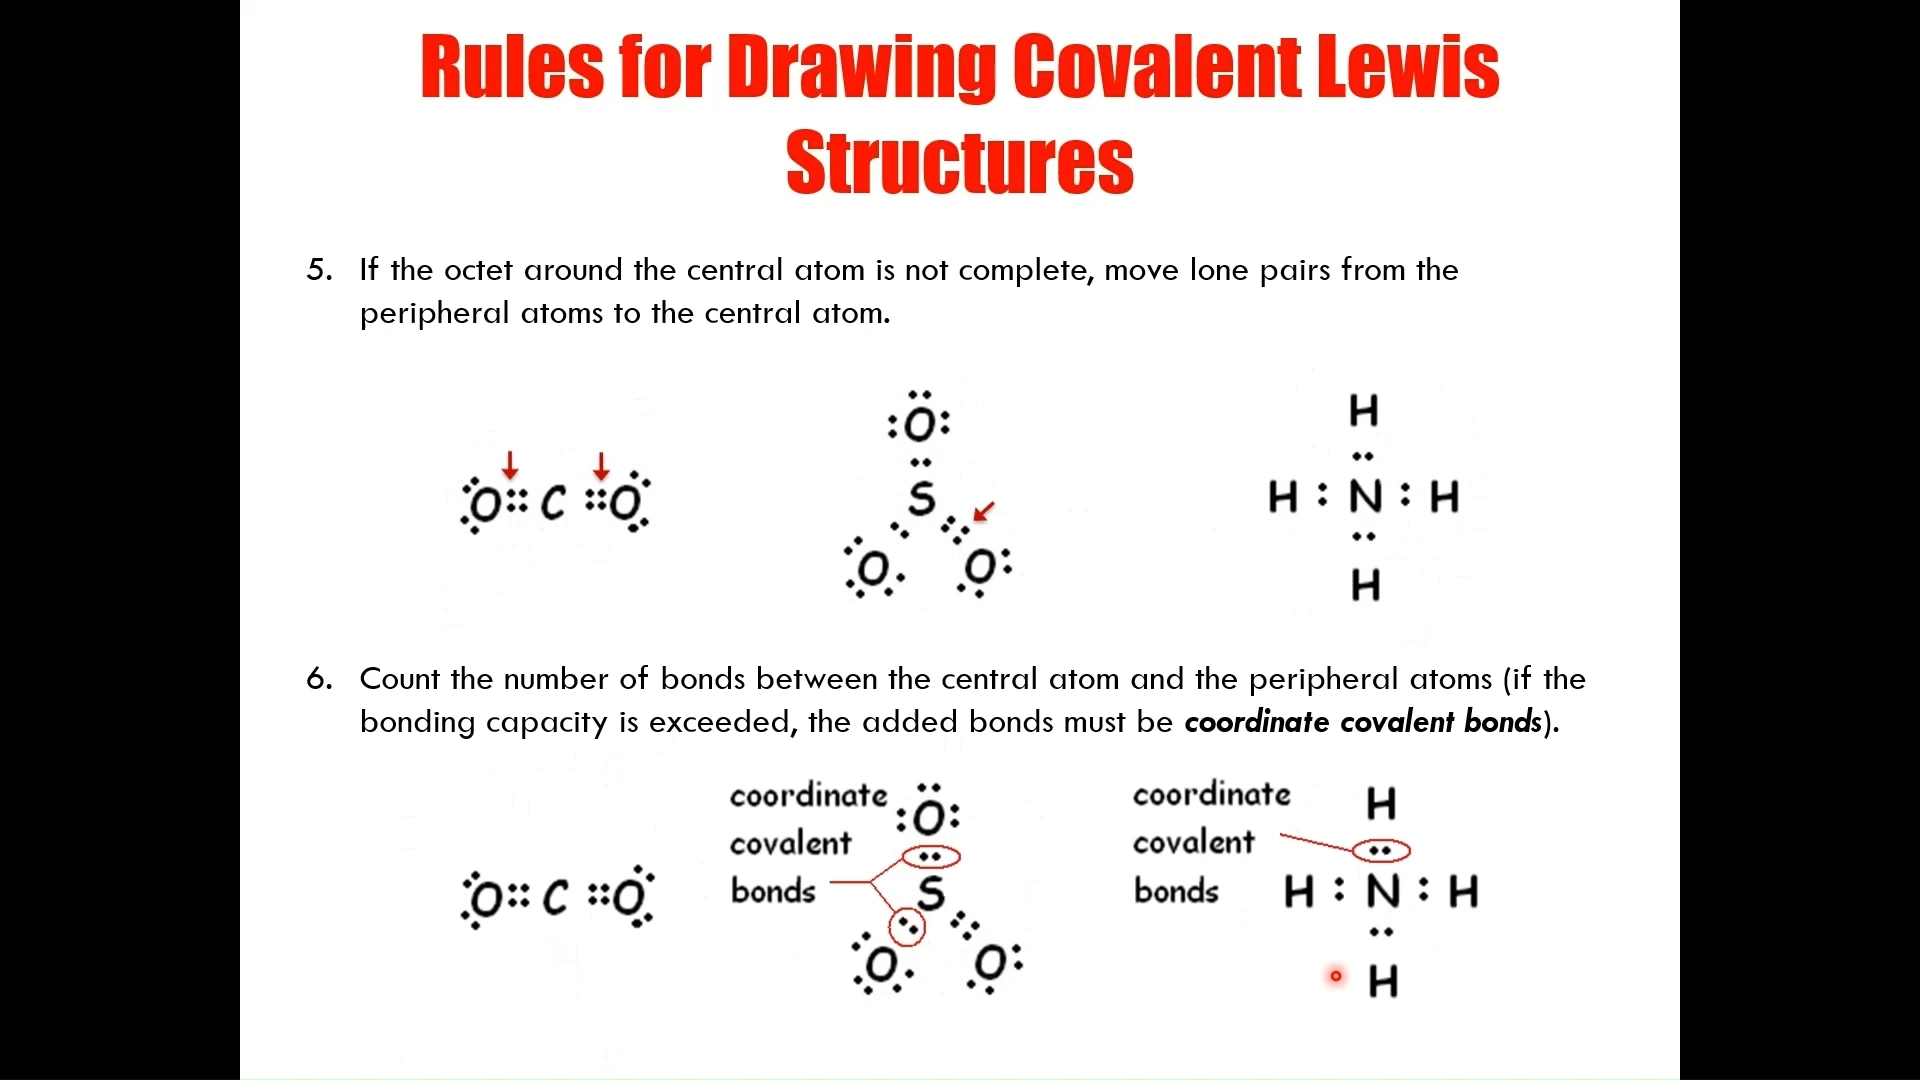 Rules for Drawing Covalent Lewis
Structures
5. If the octet around the central atom is not complete, move lone pairs from the
peripheral atoms to the central atom.
H
:O:
O :: C :: O
S
H : N : H
O. O:
H
6. Count the number of bonds between the central atom and the peripheral atoms (if the
bonding capacity is exceeded, the added bonds must be coordinate covalent bonds).
coordinate
covalent
bonds
:O:
S
O :: C :: O
O. O:
coordinate
covalent
bonds
H
H : N : H
H